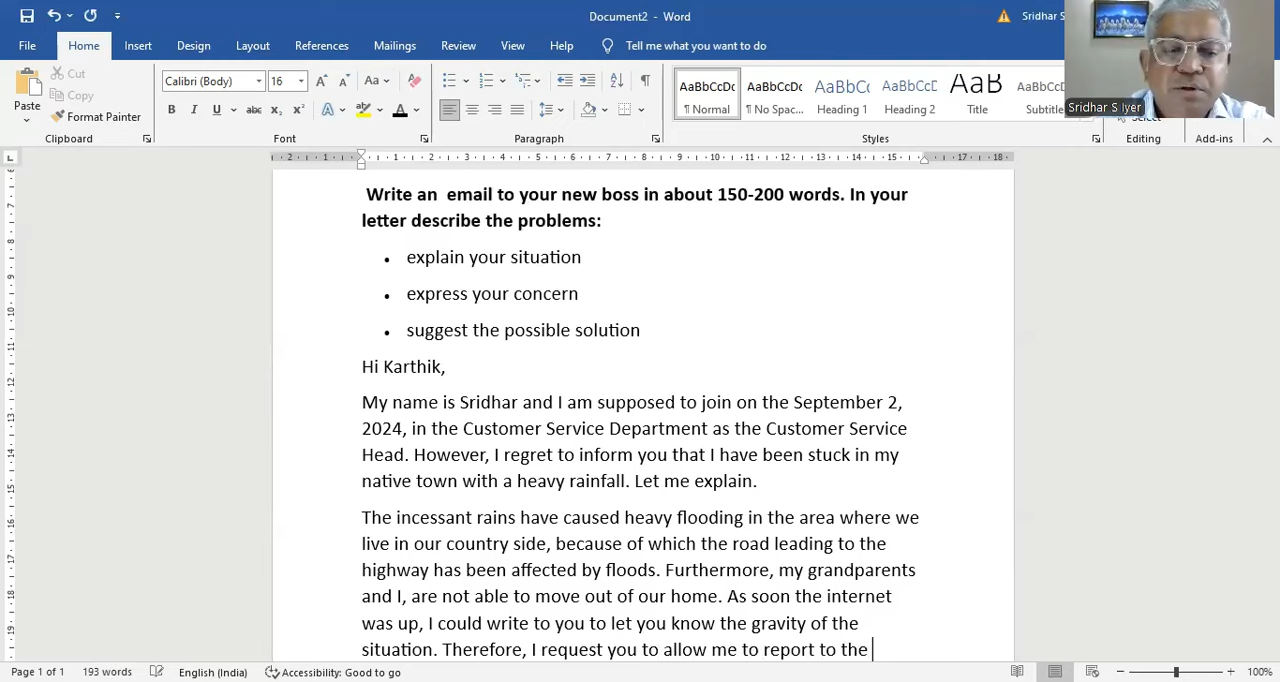 Document2 - Word
Sridhar S
File Home Insert Design Layout References Mailings Review View Help Tell me what you want to do
Cut
Copy
Paste
Format Painter
Clipboard
Calibri (Body) 16
Font
Paragraph
AaBbCcDc AaBbCcDc AaBbCc AaBbCcD AaB AaBbCcD
¶ Normal ¶ No Spac... Heading 1 Heading 2 Title Subtitle
Styles
Select
Editing
Add-ins
Sridhar S Iyer
Write an email to your new boss in about 150-200 words. In your
letter describe the problems:
• explain your situation
• express your concern
• suggest the possible solution
Hi Karthik,
My name is Sridhar and I am supposed to join on the September 2,
2024, in the Customer Service Department as the Customer Service
Head. However, I regret to inform you that I have been stuck in my
native town with a heavy rainfall. Let me explain.
The incessant rains have caused heavy flooding in the area where we
live in our country side, because of which the road leading to the
highway has been affected by floods. Furthermore, my grandparents
and I, are not able to move out of our home. As soon the internet
was up, I could write to you to let you know the gravity of the
situation. Therefore, I request you to allow me to report to the
Page 1 of 1 193 words English (India) Accessibility: Good to go 100%